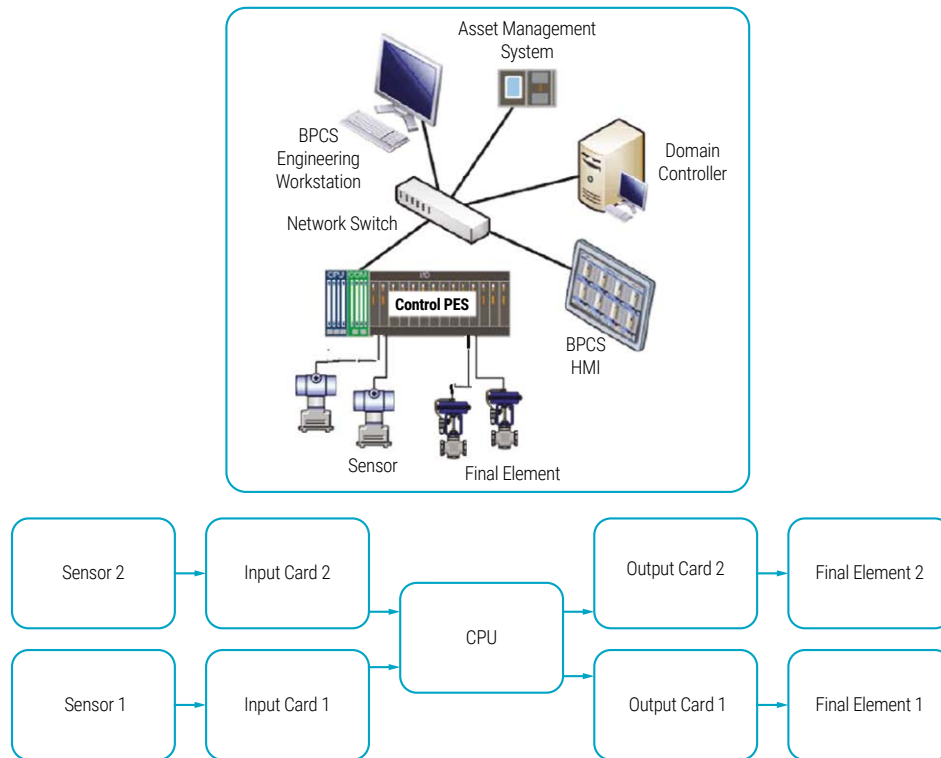 Asset Management
System
BPCS
Engineering
Workstation
Domain
Controller
Network Switch
CPU
COM
I/O
Control PES
BPCS
HMI
Sensor
Final Element
Sensor 2
Input Card 2
Output Card 2
Final Element 2
CPU
Sensor 1
Input Card 1
Output Card 1
Final Element 1